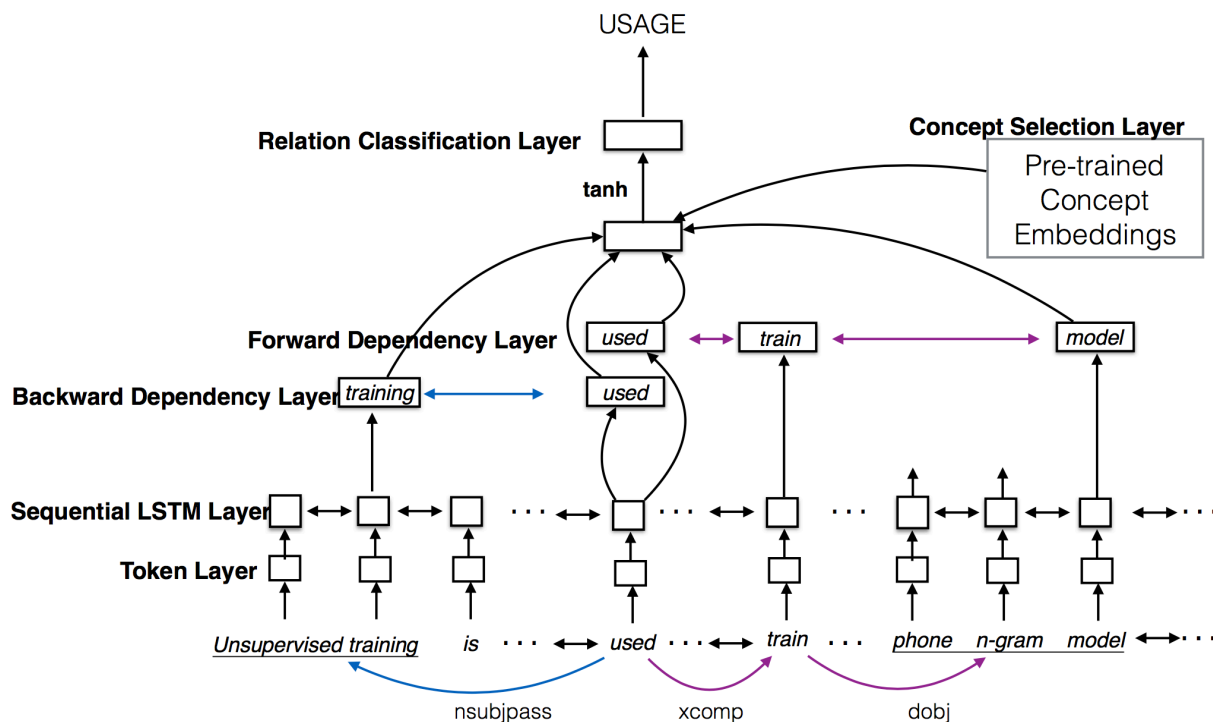 USAGE
Relation Classification Layer
Concept Selection Layer
Pre-trained
Concept
Embeddings
tanh
Forward Dependency Layer
used
train
model
Backward Dependency Layer
training
used
Sequential LSTM Layer
... ... ... ...
Token Layer
Unsupervised training is ... used ... train ... phone n-gram model ...
nsubjpass xcomp dobj